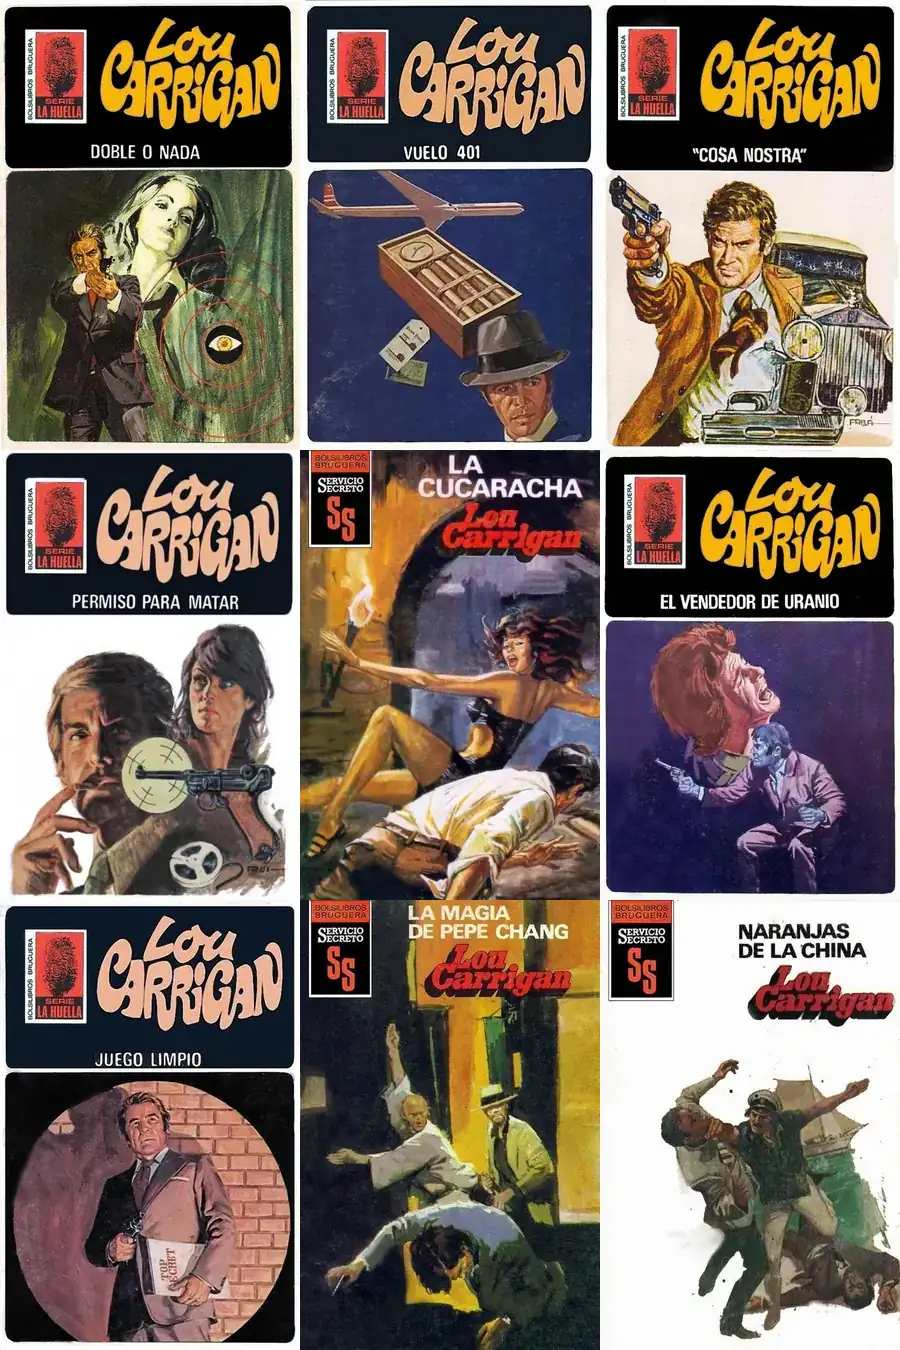 BOLSILIBROS BRUGUERA
SERIE
LA HUELLA
LOU
CARRIGAN
DOBLE O NADA
BOLSILIBROS BRUGUERA
SERIE
LA HUELLA
LOU
CARRIGAN
VUELO 401
BOLSILIBROS BRUGUERA
SERIE
LA HUELLA
LOU
CARRIGAN
"COSA NOSTRA"
FABÁ
BOLSILIBROS BRUGUERA
SERIE
LA HUELLA
LOU
CARRIGAN
PERMISO PARA MATAR
BOLSILIBROS
BRUGUERA
SERVICIO
SECRETO
SS
LA
CUCARACHA
Lou
Carrigan
BOLSILIBROS BRUGUERA
SERIE
LA HUELLA
LOU
CARRIGAN
EL VENDEDOR DE URANIO
BOLSILIBROS BRUGUERA
SERIE
LA HUELLA
LOU
CARRIGAN
JUEGO LIMPIO
TOP
SECRET
BOLSILIBROS
BRUGUERA
SERVICIO
SECRETO
SS
LA MAGIA
DE PEPE CHANG
Lou
Carrigan
BOLSILIBROS
BRUGUERA
SERVICIO
SECRETO
SS
NARANJAS
DE LA CHINA
Lou
Carrigan